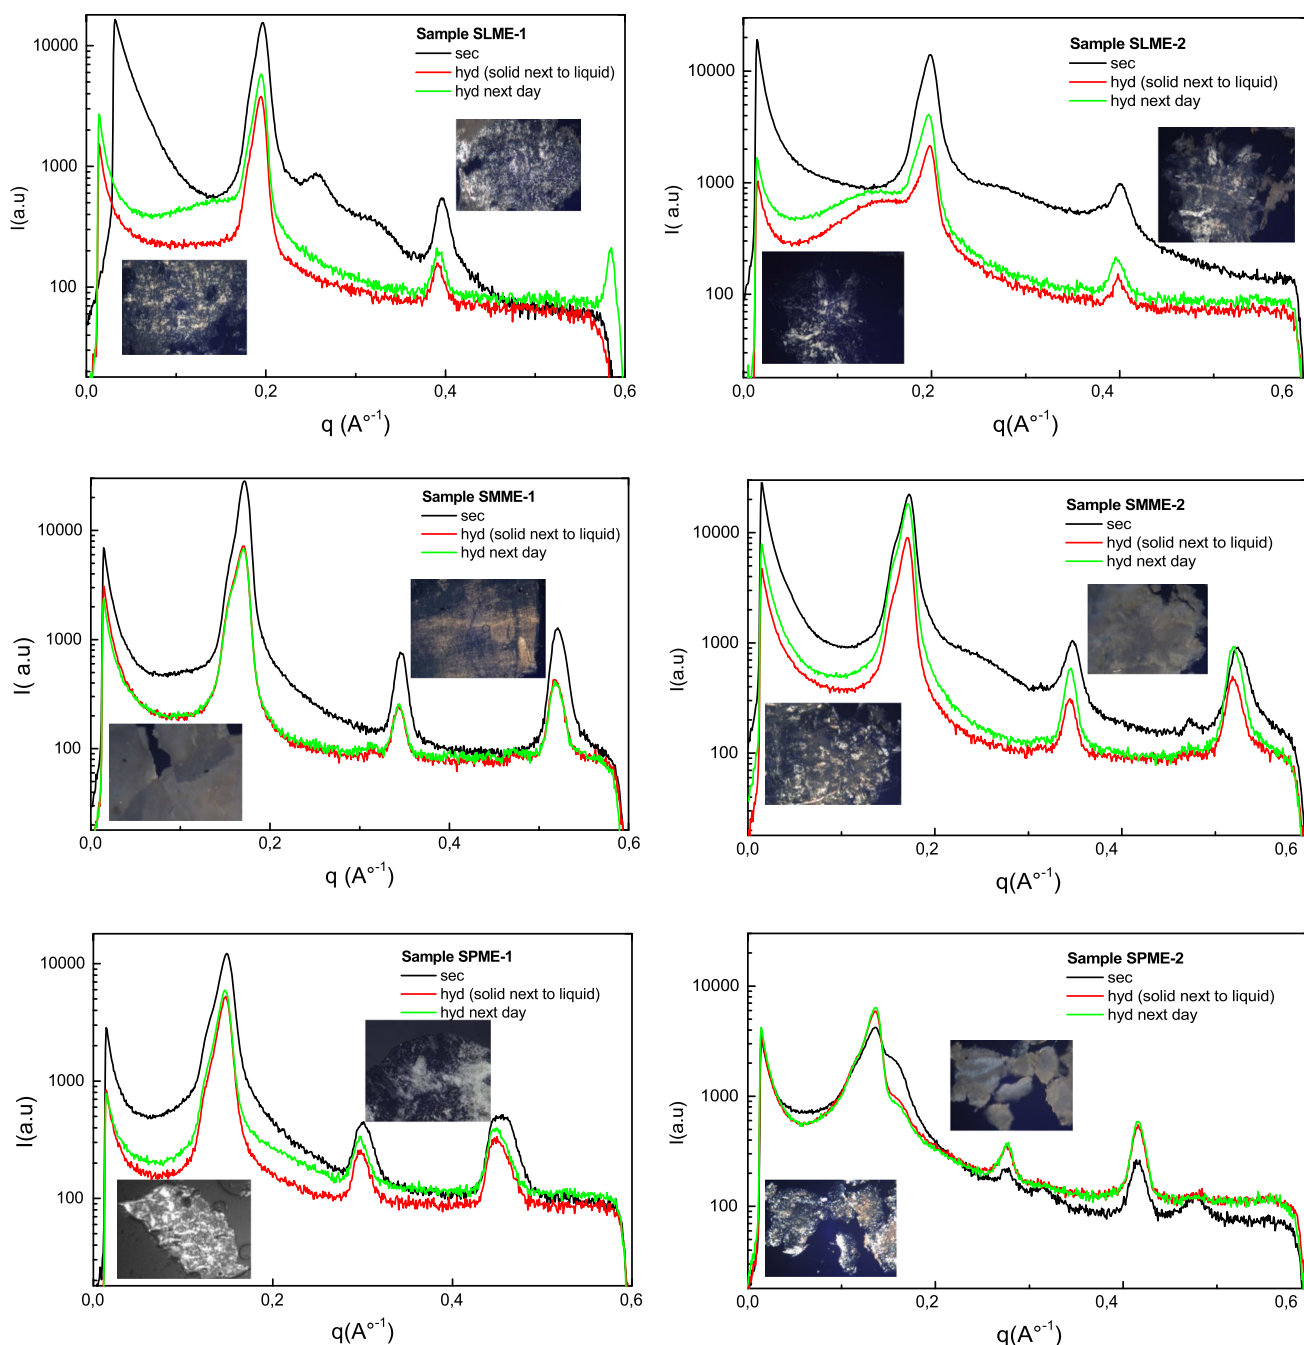 Sample SLME-1
sec
hyd (solid next to liquid)
hyd next day
10000
1000
100
I(a.u)
0,0
0,2
0,4
0,6
q (A°⁻¹)
Sample SLME-2
sec
hyd (solid next to liquid)
hyd next day
10000
1000
100
I( a.u)
0,0
0,2
0,4
0,6
q(A°⁻¹)
Sample SMME-1
sec
hyd (solid next to liquid)
hyd next day
10000
1000
100
I( a.u)
0,0
0,2
0,4
0,6
q (A°⁻¹)
Sample SMME-2
sec
hyd (solid next to liquid)
hyd next day
10000
1000
100
I(a.u)
0,0
0,2
0,4
0,6
q(A°⁻¹)
Sample SPME-1
sec
hyd (solid next to liquid)
hyd next day
10000
1000
100
I(a.u)
0,0
0,2
0,4
0,6
q(A°⁻¹)
Sample SPME-2
sec
hyd (solid next to liquid)
hyd next day
10000
1000
100
I(a.u)
0,0
0,2
0,4
0,6
q(A°⁻¹)